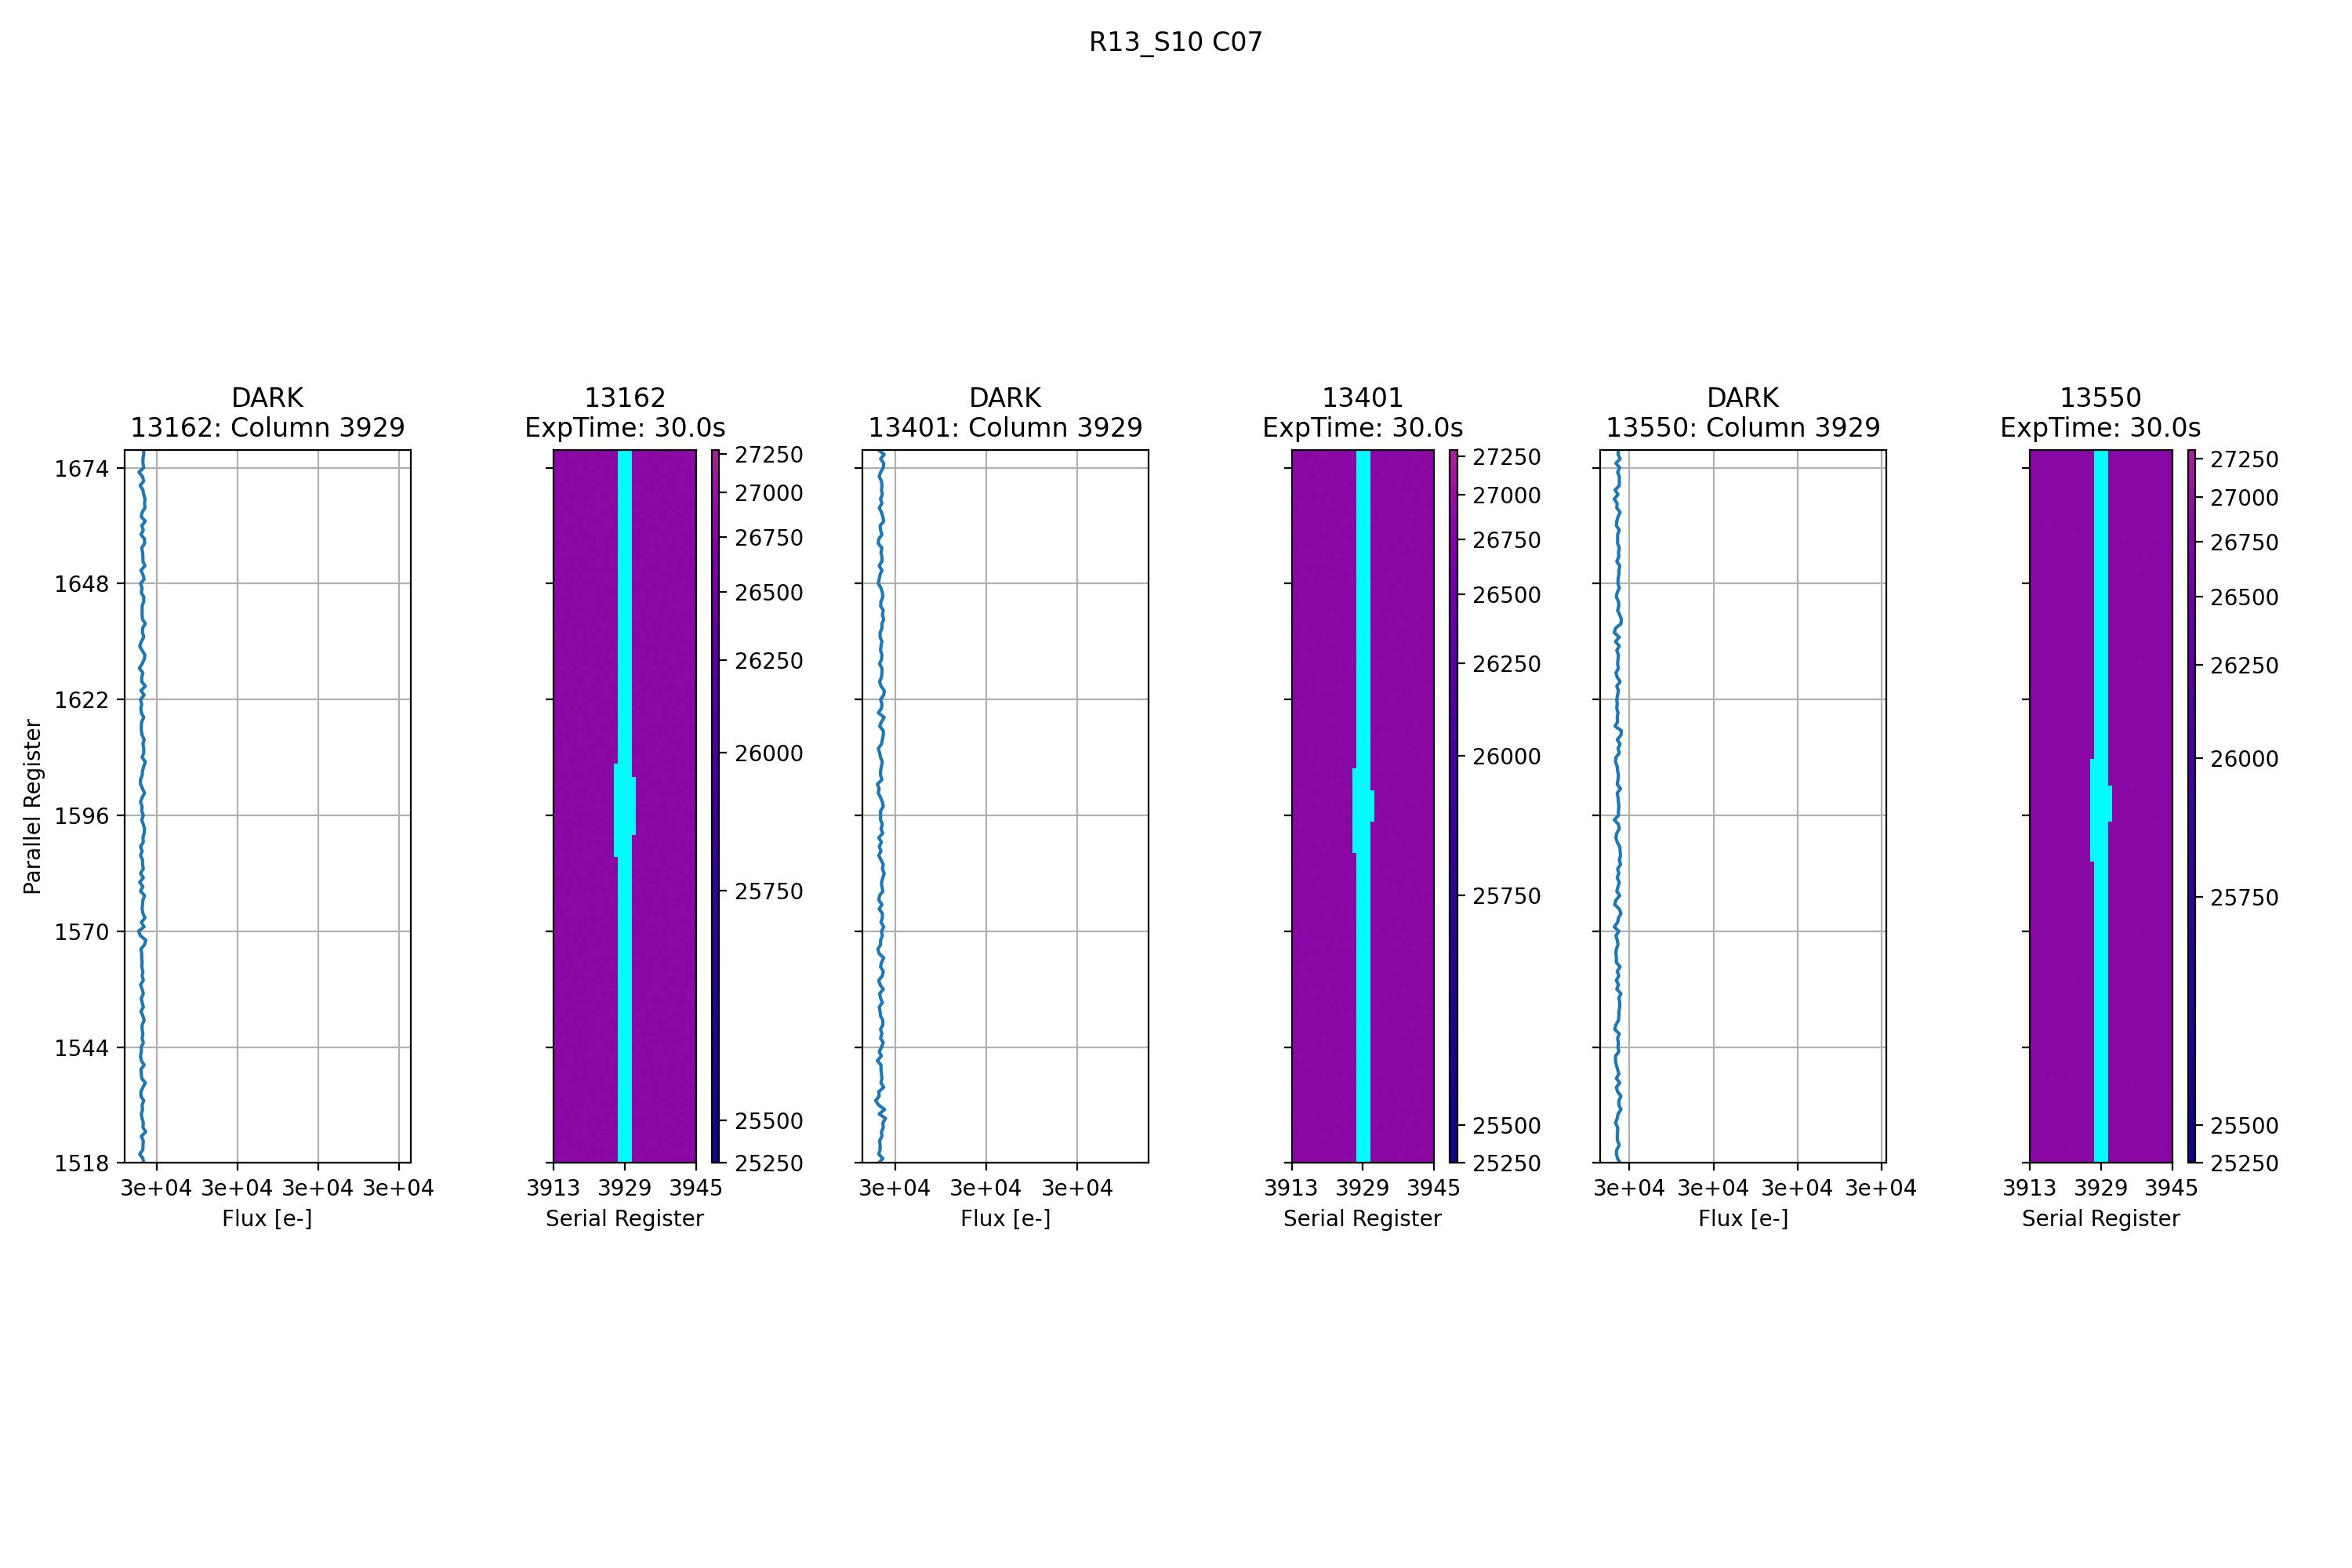 R13_S10 C07
DARK
13162: Column 3929
13162
ExpTime: 30.0s
DARK
13401: Column 3929
13401
ExpTime: 30.0s
DARK
13550: Column 3929
13550
ExpTime: 30.0s
Parallel Register
1674
1648
1622
1596
1570
1544
1518
3e+04 3e+04 3e+04 3e+04
Flux [e-]
27250
27000
26750
26500
26250
26000
25750
25500
25250
3913 3929 3945
Serial Register
3e+04 3e+04 3e+04
Flux [e-]
27250
27000
26750
26500
26250
26000
25750
25500
25250
3913 3929 3945
Serial Register
3e+04 3e+04 3e+04 3e+04
Flux [e-]
27250
27000
26750
26500
26250
26000
25750
25500
25250
3913 3929 3945
Serial Register